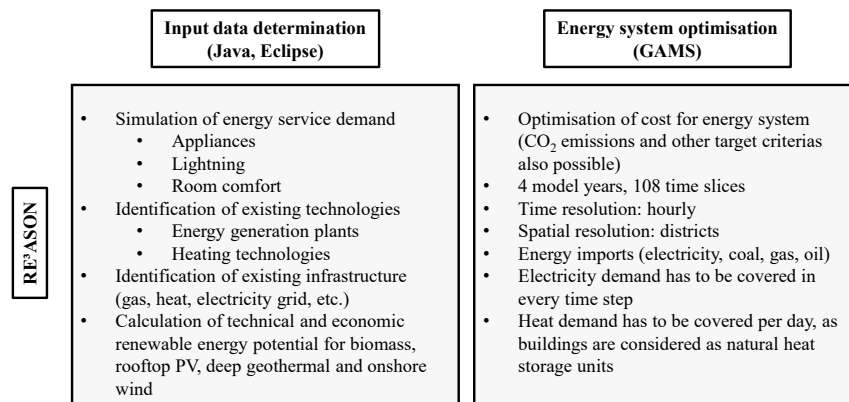 Input data determination
(Java, Eclipse)
Energy system optimisation
(GAMS)
RE³ASON
• Simulation of energy service demand
• Appliances
• Lightning
• Room comfort
• Identification of existing technologies
• Energy generation plants
• Heating technologies
• Identification of existing infrastructure
(gas, heat, electricity grid, etc.)
• Calculation of technical and economic
renewable energy potential for biomass,
rooftop PV, deep geothermal and onshore
wind
• Optimisation of cost for energy system
(CO₂ emissions and other target criterias
also possible)
• 4 model years, 108 time slices
• Time resolution: hourly
• Spatial resolution: districts
• Energy imports (electricity, coal, gas, oil)
• Electricity demand has to be covered in
every time step
• Heat demand has to be covered per day, as
buildings are considered as natural heat
storage units